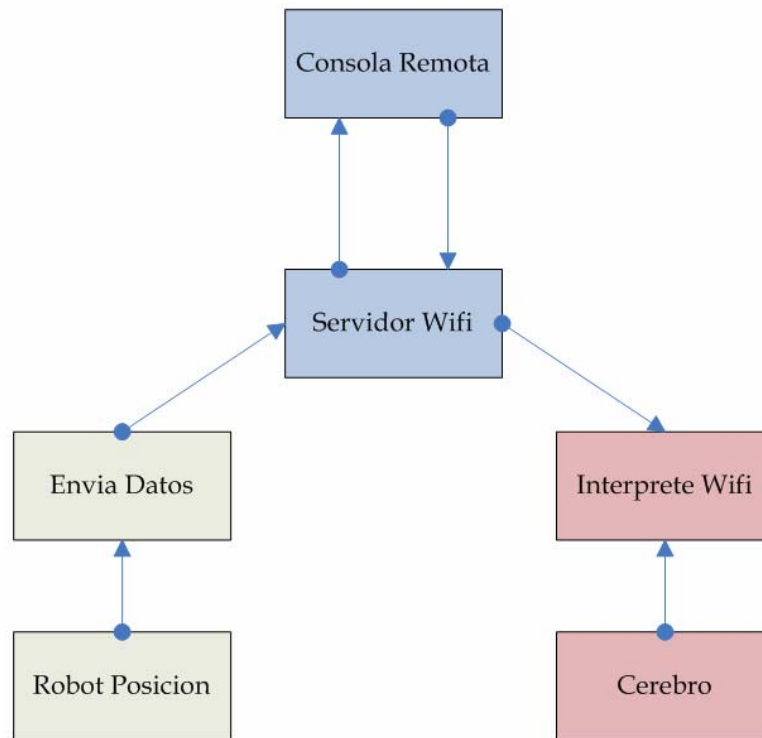 Consola Remota
Servidor Wifi
Envia Datos
Interprete Wifi
Robot Posicion
Cerebro